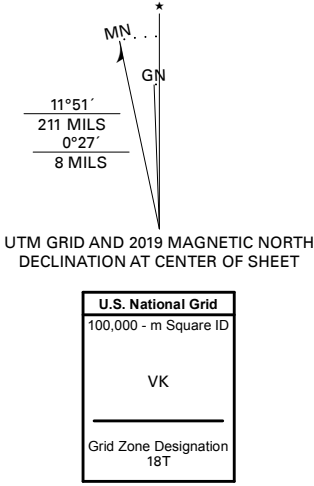 MN
GN
11°51´
211 MILS
0°27´
8 MILS
UTM GRID AND 2019 MAGNETIC NORTH
DECLINATION AT CENTER OF SHEET
U.S. National Grid
100,000 - m Square ID
VK
Grid Zone Designation
18T